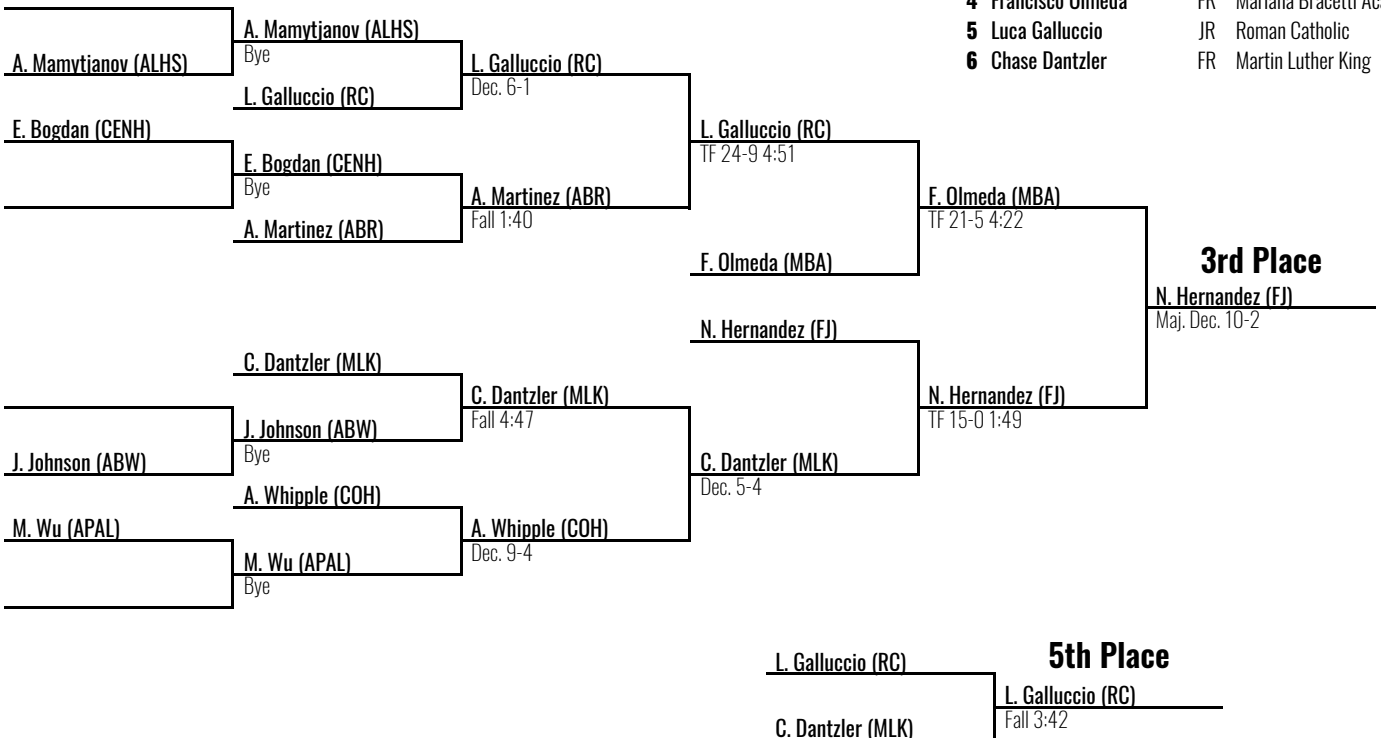 4 Francisco Olmeda FR Mariana Bracetti
5 Luca Galluccio JR Roman Catholic
6 Chase Dantzler FR Martin Luther King
A. Mamytjanov (ALHS)
E. Bogdan (CENH)
J. Johnson (ABW)
M. Wu (APAL)
A. Mamytjanov (ALHS)
Bye
L. Galluccio (RC)
E. Bogdan (CENH)
Bye
A. Martinez (ABR)
C. Dantzler (MLK)
J. Johnson (ABW)
Bye
A. Whipple (COH)
M. Wu (APAL)
Bye
L. Galluccio (RC)
Dec. 6-1
A. Martinez (ABR)
Fall 1:40
C. Dantzler (MLK)
Fall 4:47
A. Whipple (COH)
Dec. 9-4
L. Galluccio (RC)
TF 24-9 4:51
F. Olmeda (MBA)
N. Hernandez (FJ)
C. Dantzler (MLK)
Dec. 5-4
F. Olmeda (MBA)
TF 21-5 4:22
N. Hernandez (FJ)
TF 15-0 1:49
3rd Place
N. Hernandez (FJ)
Maj. Dec. 10-2
5th Place
L. Galluccio (RC)
C. Dantzler (MLK)
L. Galluccio (RC)
Fall 3:42